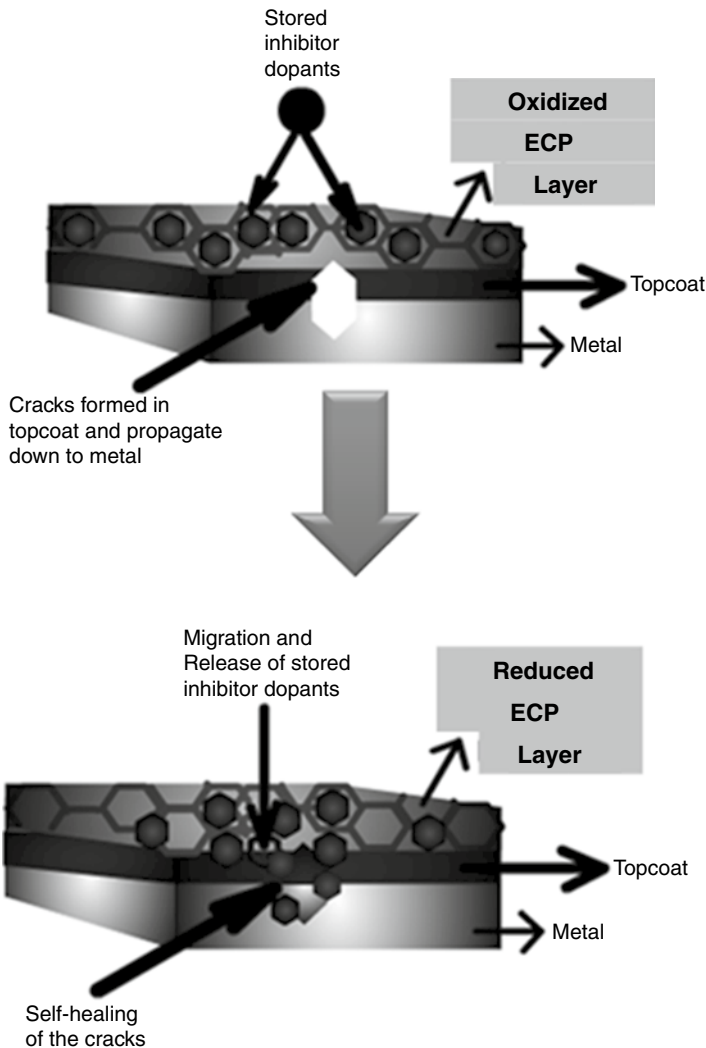 Stored
inhibitor
dopants
Oxidized
ECP
Layer
Topcoat
Metal
Cracks formed in
topcoat and propagate
down to metal
Migration and
Release of stored
inhibitor dopants
Reduced
ECP
Layer
Topcoat
Metal
Self-healing
of the cracks